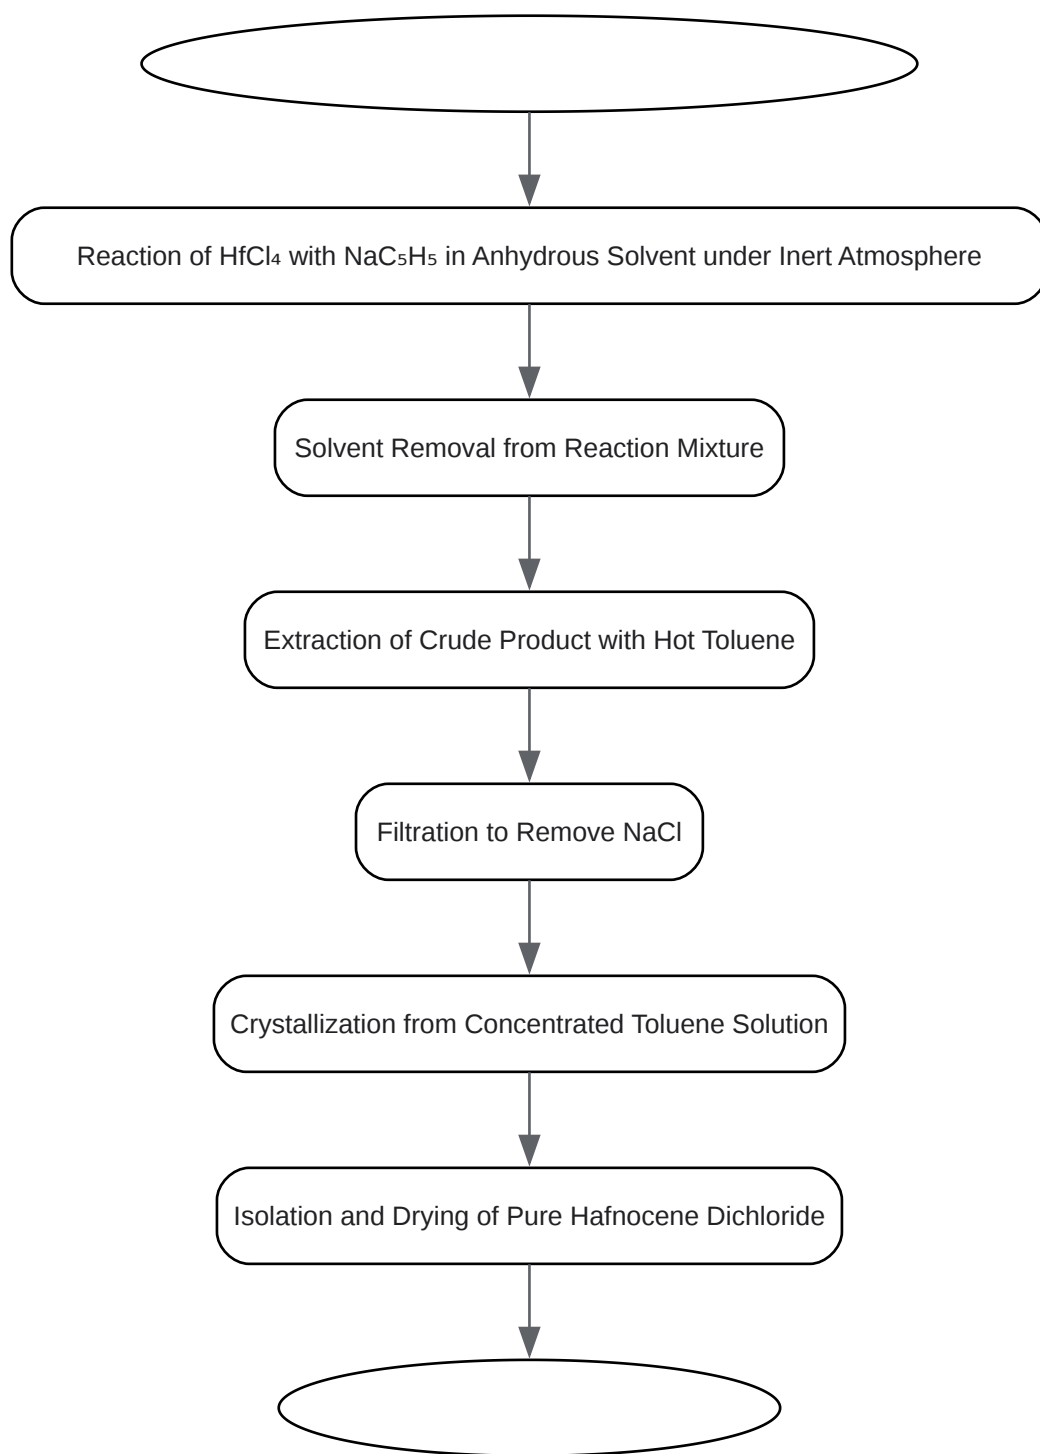 Reaction of HfCl₄ with NaC₅H₅ in Anhydrous Solvent under Inert Atmosphere
Solvent Removal from Reaction Mixture
Extraction of Crude Product with Hot Toluene
Filtration to Remove NaCl
Crystallization from Concentrated Toluene Solution
Isolation and Drying of Pure Hafnocene Dichloride